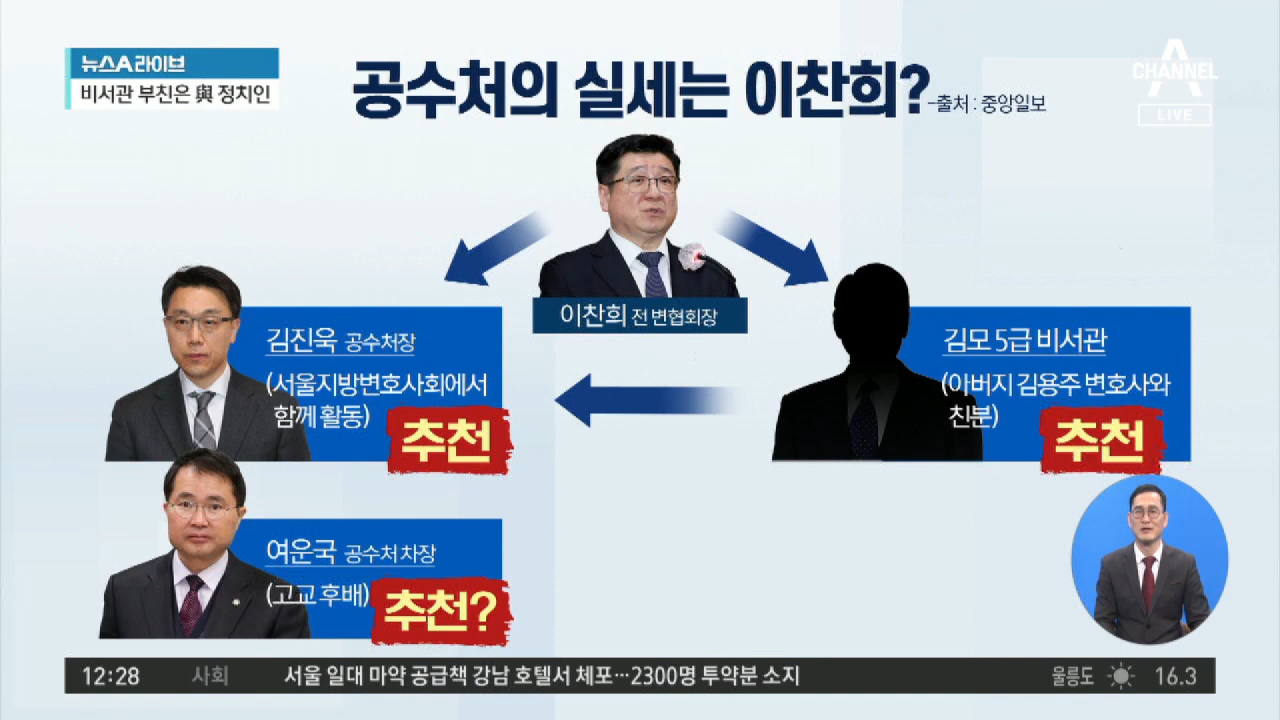 뉴스A 라이브
비서관 부친은 與 정치인
공수처의 실세는 이찬희?
-출처 : 중앙일보
CHANNEL A
LIVE
이찬희 전 변협회장
김진욱 공수처장
(서울지방변호사회에서
함께 활동)
추천
김모 5급 비서관
(아버지 김용주 변호사와
친분)
추천
여운국 공수처 차장
(고교 후배)
추천?
12:28 사회 서울 일대 마약 공급책 강남 호텔서 체포…2300명 투약분 소지 울릉도 16.3